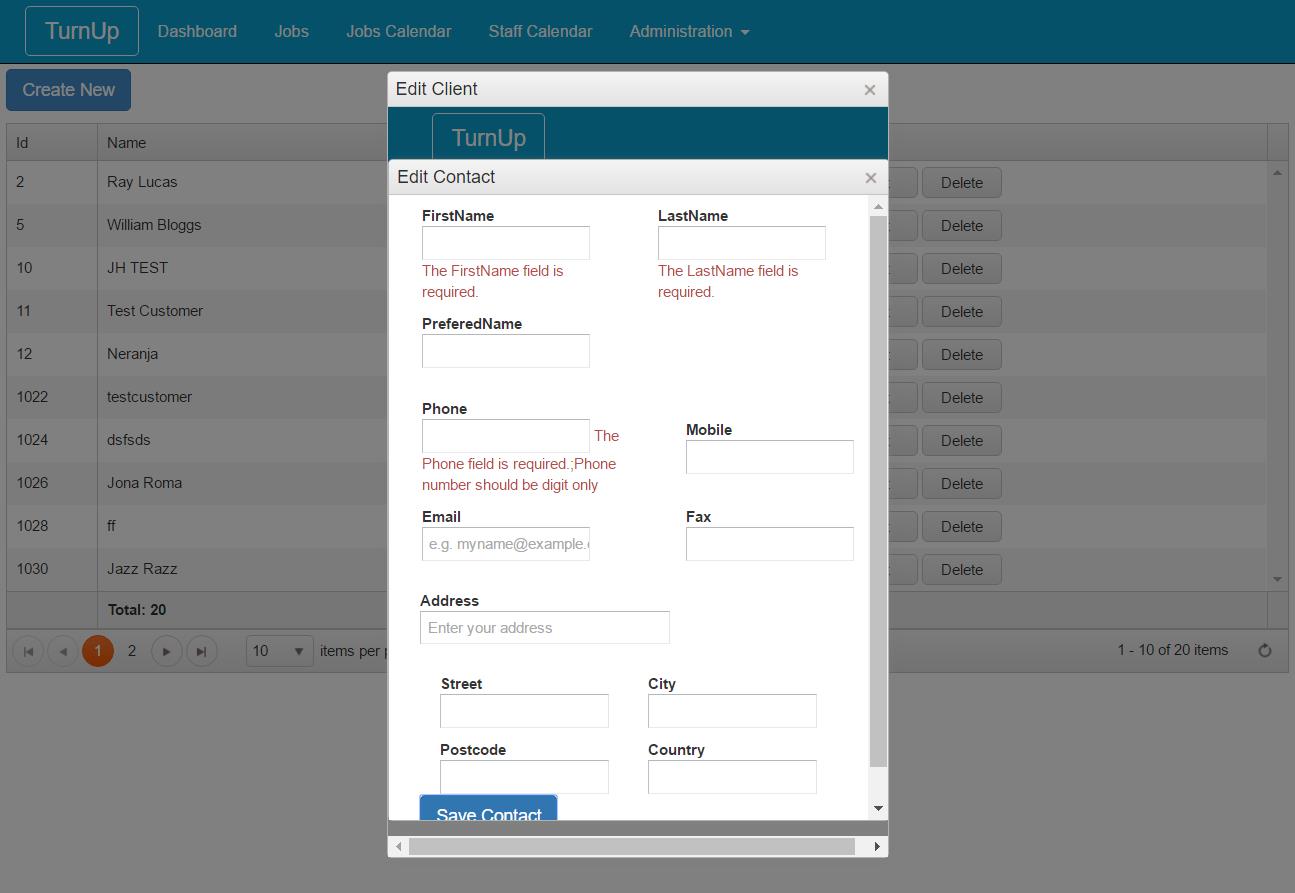 TurnUp Dashboard Jobs Jobs Calendar Staff Calendar Administration
Create New
Edit Client ×
TurnUp
Id Name
Edit Contact ×
2 Ray Lucas Delete
5 William Bloggs Delete
10 JH TEST Delete
11 Test Customer Delete
12 Neranja Delete
1022 testcustomer Delete
1024 dsfsds Delete
1026 Jona Roma Delete
1028 ff Delete
1030 Jazz Razz Delete
Total: 20
1 2 10 items per 1 - 10 of 20 items
FirstName LastName
The FirstName field is The LastName field is
required. required.
PreferedName
Phone
Mobile
The
Phone field is required.;Phone
number should be digit only
Email Fax
e.g. myname@example.
Address
Enter your address
Street City
Postcode Country
Save Contact